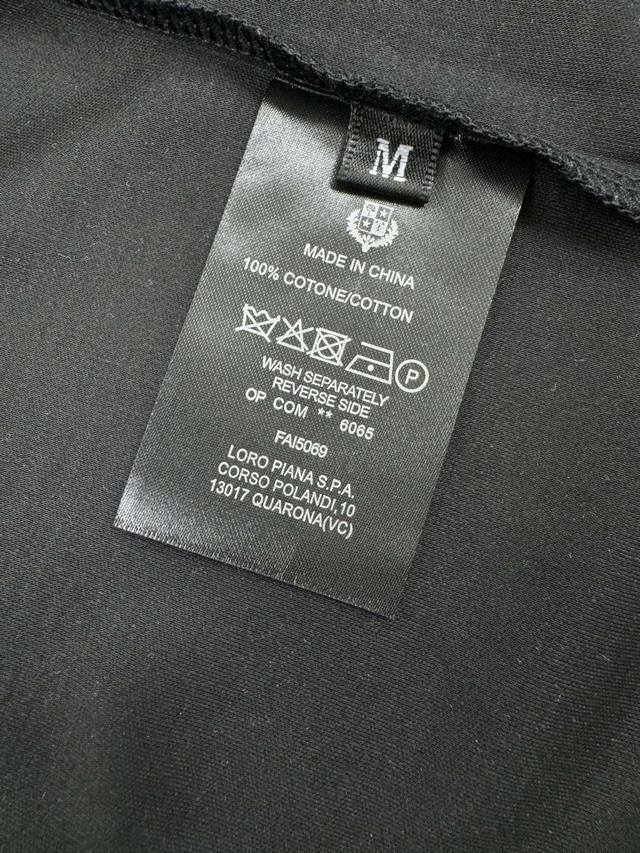 M
MADE IN CHINA
100% COTONE/COTTON
P
WASH SEPARATELY
REVERSE SIDE
OP COM ** 6065
FAI5069
LORO PIANA S.P.A.
CORSO POLANDI,10
13017 QUARONA(VC)